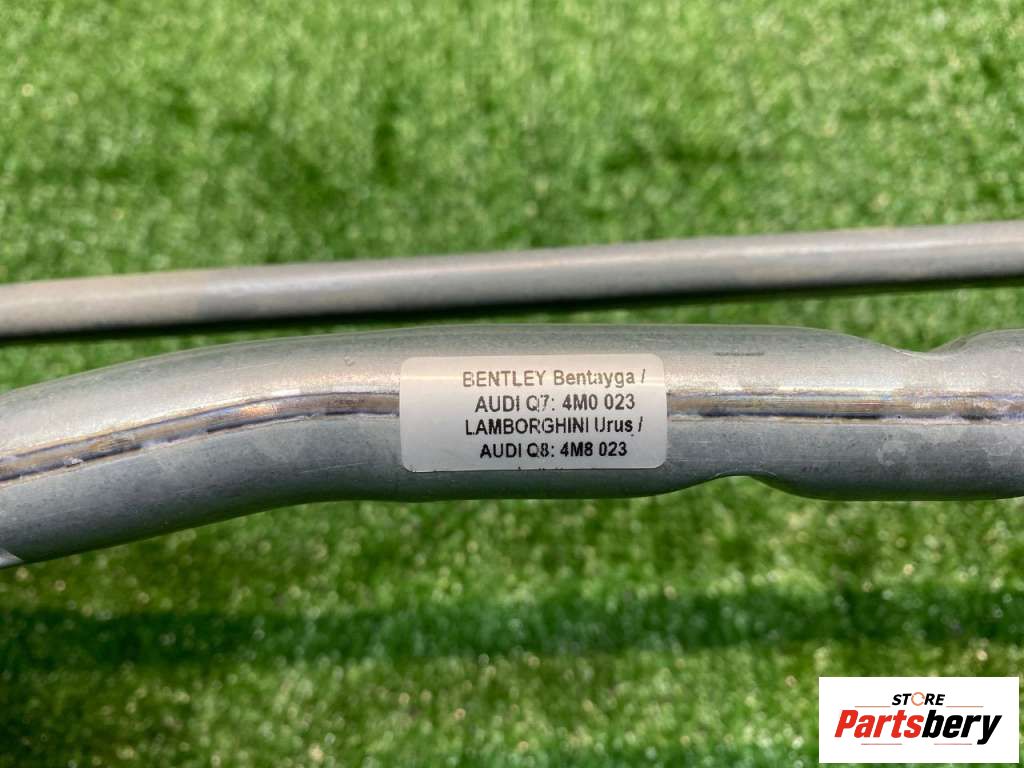 BENTLEY Bentayga /
AUDI Q7: 4M0 023
LAMBORGHINI Urus /
AUDI Q8: 4M8 023
STORE
Partsbery